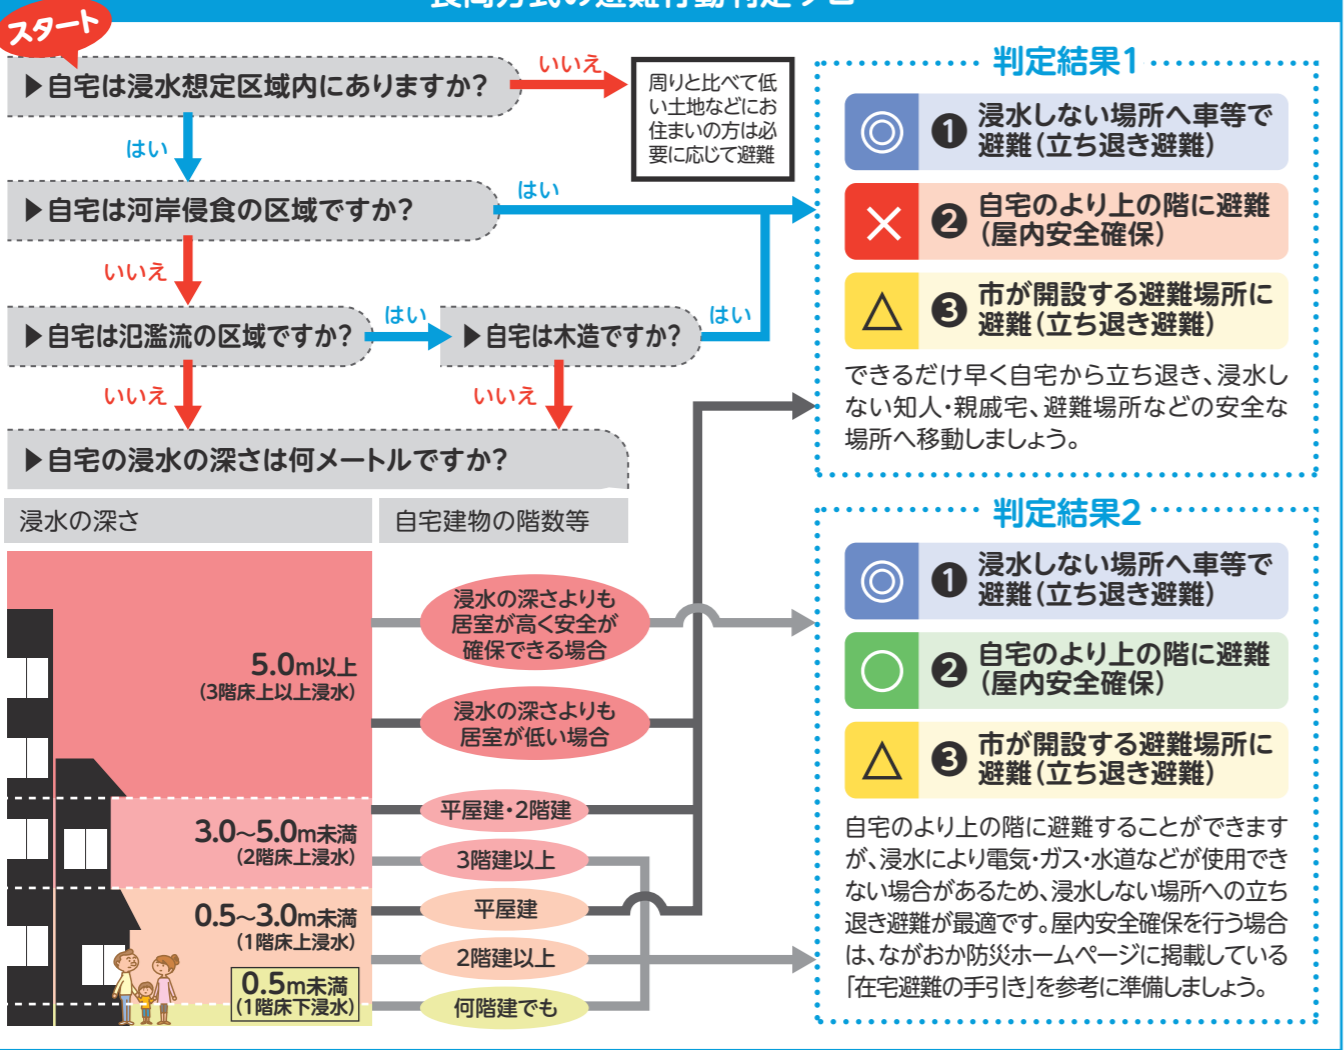 スタート
▶自宅は浸水想定区域内にありますか?
いいえ
周りと比べて低
い土地などにお
住まいの方は必
要に応じて避難
はい
▶自宅は河岸侵食の区域ですか?
はい
いいえ
▶自宅は氾濫流の区域ですか?
はい
▶自宅は木造ですか?
はい
いいえ
いいえ
▶自宅の浸水の深さは何メートルですか?
浸水の深さ
自宅建物の階数等
5.0m以上
(3階床上以上浸水)
浸水の深さよりも
居室が高く安全が
確保できる場合
浸水の深さよりも
居室が低い場合
3.0〜5.0m未満
(2階床上浸水)
平屋建・2階建
3階建以上
0.5〜3.0m未満
(1階床上浸水)
平屋建
2階建以上
0.5m未満
(1階床下浸水)
何階建でも
判定結果1
◎ ❶ 浸水しない場所へ車等で
避難(立ち退き避難)
× ❷ 自宅のより上の階に避難
(屋内安全確保)
△ ❸ 市が開設する避難場所に
避難(立ち退き避難)
できるだけ早く自宅から立ち退き、浸水し
ない知人・親戚宅、避難場所などの安全な
場所へ移動しましょう。
判定結果2
◎ ❶ 浸水しない場所へ車等で
避難(立ち退き避難)
○ ❷ 自宅のより上の階に避難
(屋内安全確保)
△ ❸ 市が開設する避難場所に
避難(立ち退き避難)
自宅のより上の階に避難することができます
が、浸水により電気・ガス・水道などが使用でき
ない場合があるため、浸水しない場所への立ち
退き避難が最適です。屋内安全確保を行う場合
は、ながおか防災ホームページに掲載している
「在宅避難の手引き」を参考に準備しましょう。